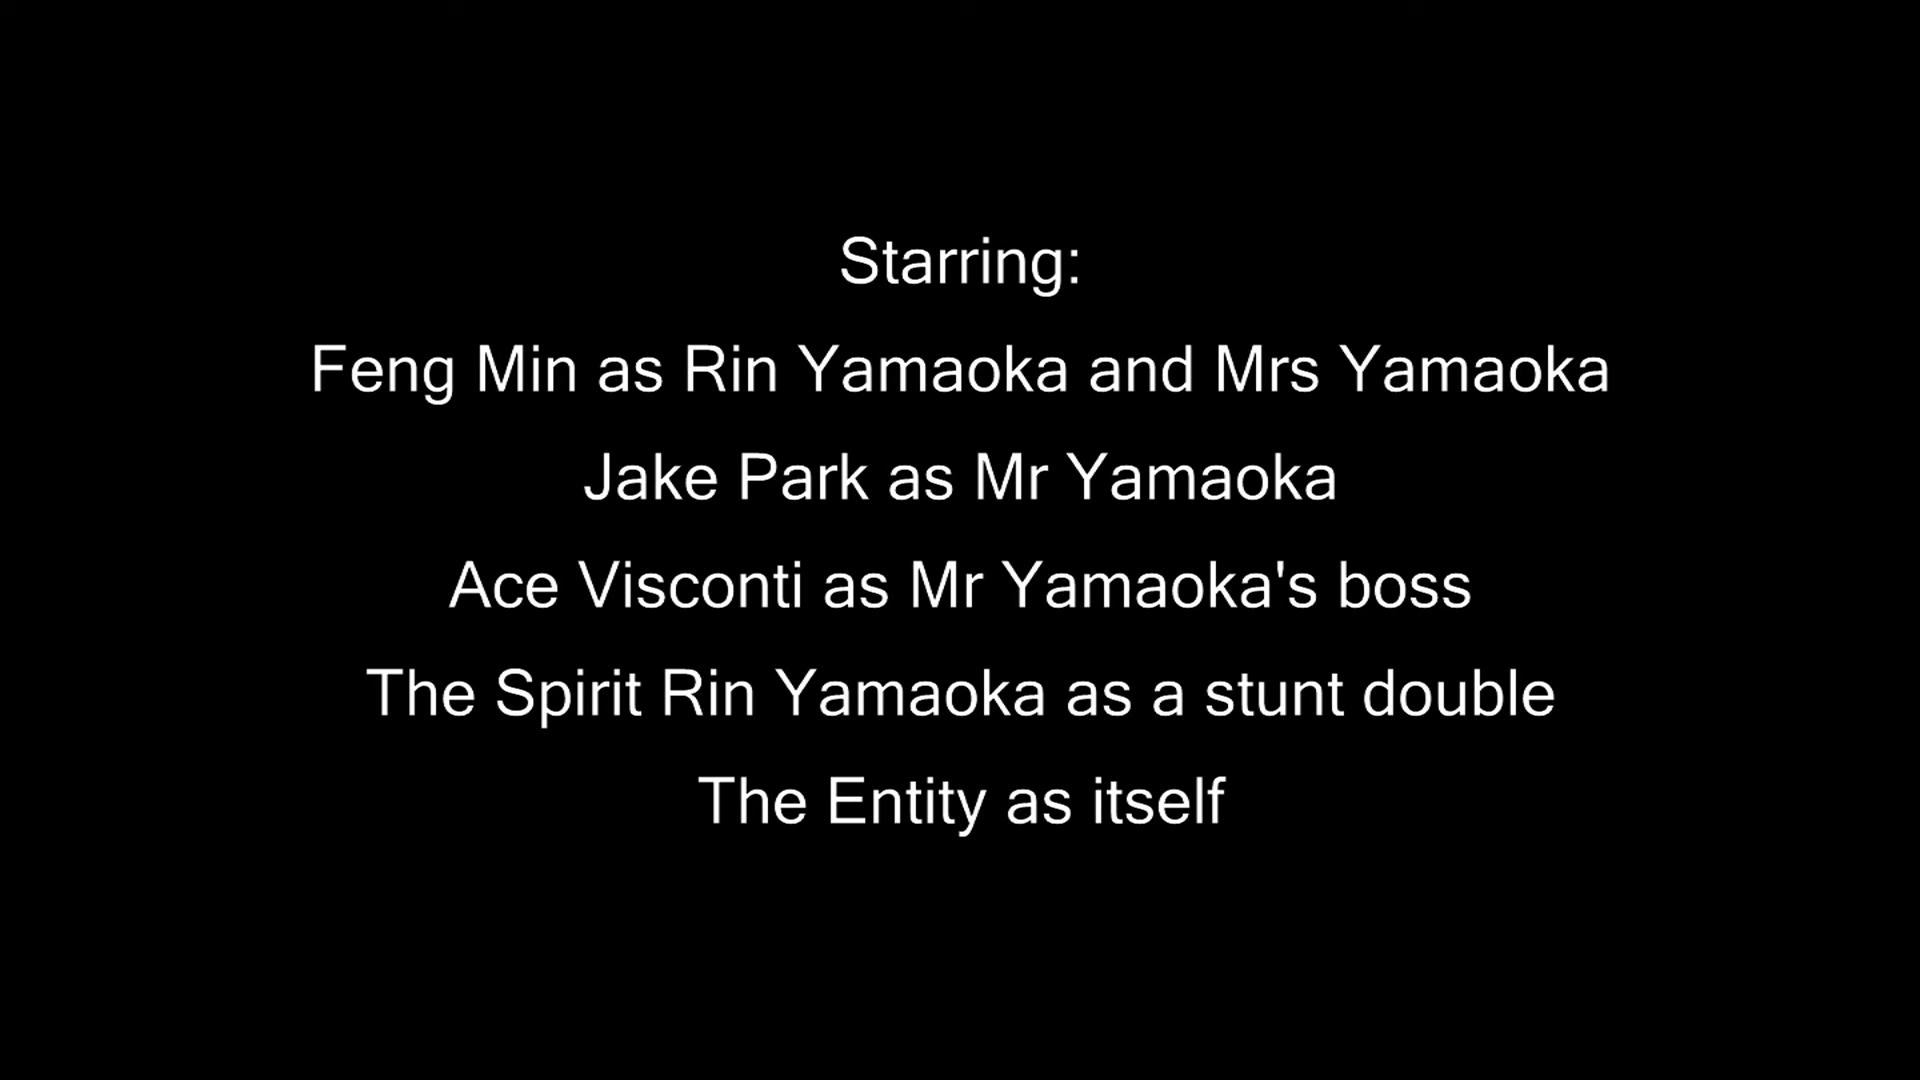 Starring:
Feng Min as Rin Yamaoka and Mrs Yamaoka
Jake Park as Mr Yamaoka
Ace Visconti as Mr Yamaoka's boss
The Spirit Rin Yamaoka as a stunt double
The Entity as itself